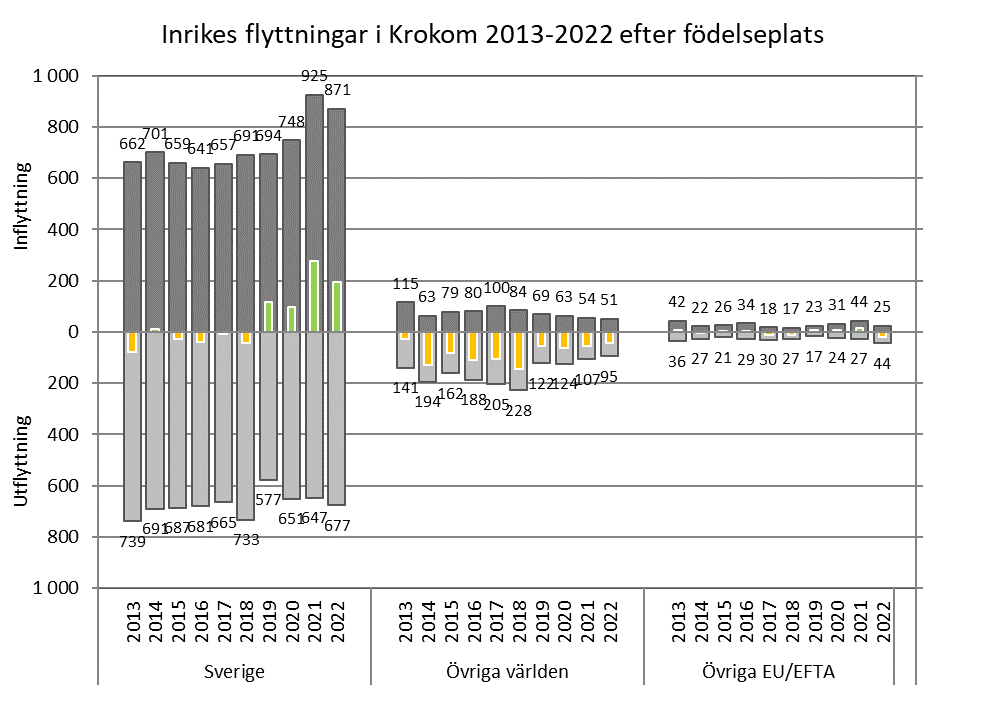 Inrikes flyttningar i Krokom 2013-2022 efter födelseplats
Inflyttning
Utflyttning
1 000
800
600
400
200
0
200
400
600
800
1 000
662 701 659 641 657 691 694 748 925 871
739 691 687 681 665 733 577 651 647 677
115 63 79 80 100 84 69 63 54 51
141 194 162 188 205 228 122 124 107 95
42 22 26 34 18 17 23 31 44 25
36 27 21 29 30 27 17 24 27 44
2013 2014 2015 2016 2017 2018 2019 2020 2021 2022
2013 2014 2015 2016 2017 2018 2019 2020 2021 2022
2013 2014 2015 2016 2017 2018 2019 2020 2021 2022
Sverige
Övriga världen
Övriga EU/EFTA